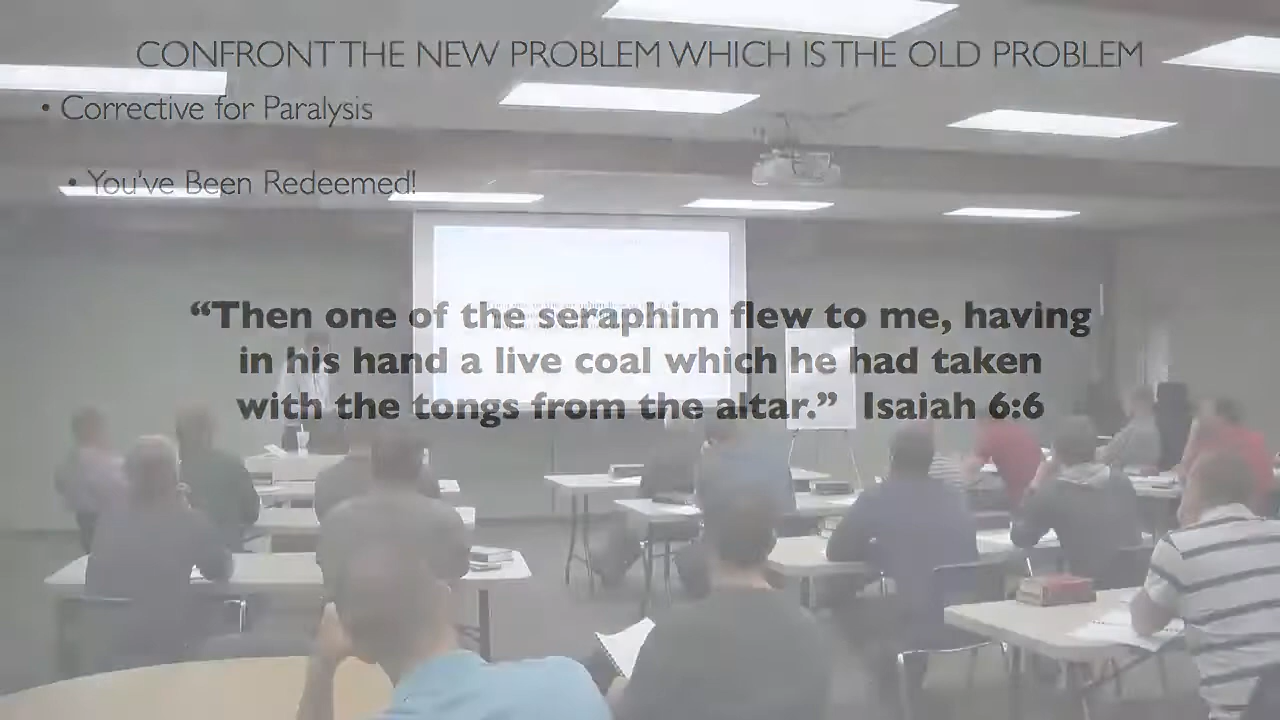 CONFRONT THE NEW PROBLEM WHICH IS THE OLD PROBLEM
• Corrective for Paralysis
• You've Been Redeemed!
“Then one of the seraphim flew to me, having
in his hand a live coal which he had taken
with the tongs from the altar.” Isaiah 6:6